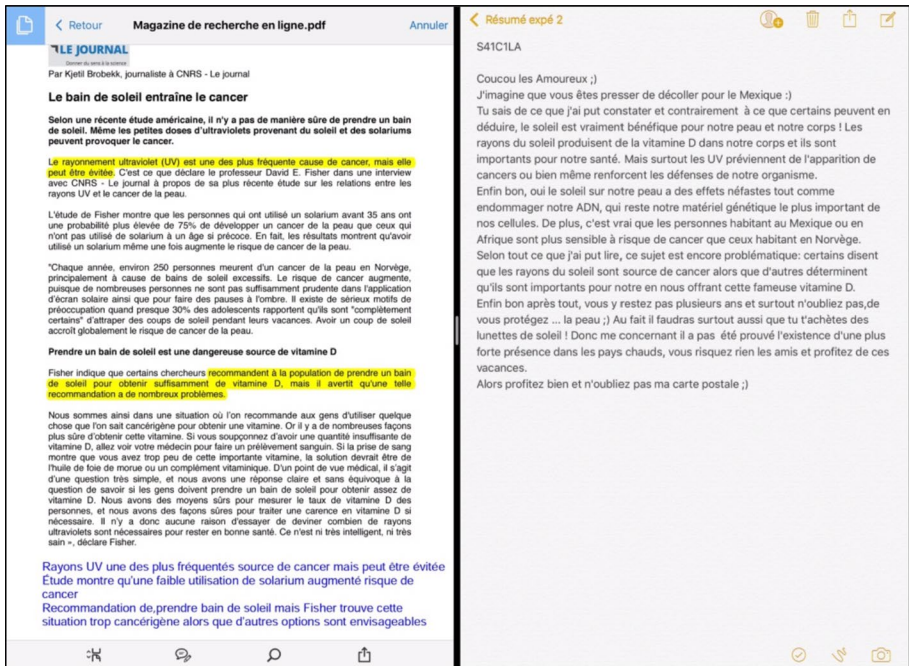 Retour
Magazine de recherche en ligne.pdf
Annuler
LE JOURNAL
Donner du sens à la science
Par Kjetil Brobekk, journaliste à CNRS - Le journal
Le bain de soleil entraîne le cancer
Selon une récente étude américaine, il n'y a pas de manière sûre de prendre un bain
de soleil. Même les petites doses d'ultraviolets provenant du soleil et des solariums
peuvent provoquer le cancer.
Le rayonnement ultraviolet (UV) est une des plus fréquente cause de cancer, mais elle
peut être évitée. C'est ce que déclare le professeur David E. Fisher dans une interview
avec CNRS - Le journal à propos de sa plus récente étude sur les relations entre les
rayons UV et le cancer de la peau.
L'étude de Fisher montre que les personnes qui ont utilisé un solarium avant 35 ans ont
une probabilité plus élevée de 75% de développer un cancer de la peau que ceux qui
n'ont pas utilisé de solarium à un âge si précoce. En fait, les résultats montrent qu'avoir
utilisé un solarium même une fois augmente le risque de cancer de la peau.
"Chaque année, environ 250 personnes meurent d'un cancer de la peau en Norvège,
principalement à cause de bains de soleil excessifs. Le risque de cancer augmente,
puisque de nombreuses personnes ne sont pas suffisamment prudente dans l'application
d'écran solaire ainsi que pour faire des pauses à l'ombre. Il existe de sérieux motifs de
préoccupation quand presque 30% des adolescents rapportent qu'ils sont "complètement
certains" d'attraper des coups de soleil pendant leurs vacances. Avoir un coup de soleil
accroît globalement le risque de cancer de la peau.
Prendre un bain de soleil est une dangereuse source de vitamine D
Fisher indique que certains chercheurs recommandent à la population de prendre un bain
de soleil pour obtenir suffisamment de vitamine D, mais il avertit qu'une telle
recommandation a de nombreux problèmes.
Nous sommes ainsi dans une situation où l'on recommande aux gens d'utiliser quelque
chose que l'on sait cancérigène pour obtenir une vitamine. Or il y a de nombreuses façons
plus sûre d'obtenir cette vitamine. Si vous soupçonnez d'avoir une quantité insuffisante de
vitamine D, allez voir votre médecin pour faire un prélèvement sanguin. Si la prise de sang
montre que vous avez trop peu de cette importante vitamine, la solution devrait être de
l'huile de foie de morue ou un complément vitaminique. D'un point de vue médical, il s'agit
d'une question très simple, et nous avons une réponse claire et sans équivoque à la
question de savoir si les gens doivent prendre un bain de soleil pour obtenir assez de
vitamine D. Nous avons des moyens sûrs pour mesurer le taux de vitamine D des
personnes, et nous avons des façons sûres pour traiter une carence en vitamine D si
nécessaire. Il n'y a donc aucune raison d'essayer de deviner combien de rayons
ultraviolets sont nécessaires pour rester en bonne santé. Ce n'est ni très intelligent, ni très
sain », déclare Fisher.
Rayons UV une des plus fréquentés source de cancer mais peut être évitée
Étude montre qu'une faible utilisation de solarium augmenté risque de
cancer
Recommandation de,prendre bain de soleil mais Fisher trouve cette
situation trop cancérigène alors que d'autres options sont envisageables
Résumé expé 2
S41C1LA
Coucou les Amoureux ;)
J'imagine que vous êtes presser de décoller pour le Mexique :)
Tu sais de ce que j'ai put constater et contrairement à ce que certains peuvent en
déduire, le soleil est vraiment bénéfique pour notre peau et notre corps ! Les
rayons du soleil produisent de la vitamine D dans notre corps et ils sont
importants pour notre santé. Mais surtout les UV préviennent de l'apparition de
cancers ou bien même renforcent les défenses de notre organisme.
Enfin bon, oui le soleil sur notre peau a des effets néfastes tout comme
endommager notre ADN, qui reste notre matériel génétique le plus important de
nos cellules. De plus, c'est vrai que les personnes habitant au Mexique ou en
Afrique sont plus sensible à risque de cancer que ceux habitant en Norvège.
Selon tout ce que j'ai put lire, ce sujet est encore problématique: certains disent
que les rayons du soleil sont source de cancer alors que d'autres déterminent
qu'ils sont importants pour notre en nous offrant cette fameuse vitamine D.
Enfin bon après tout, vous y restez pas plusieurs ans et surtout n'oubliez pas,de
vous protégez ... la peau ;) Au fait il faudras surtout aussi que tu t'achètes des
lunettes de soleil ! Donc me concernant il a pas été prouvé l'existence d'une plus
forte présence dans les pays chauds, vous risquez rien les amis et profitez de ces
vacances.
Alors profitez bien et n'oubliez pas ma carte postale ;)